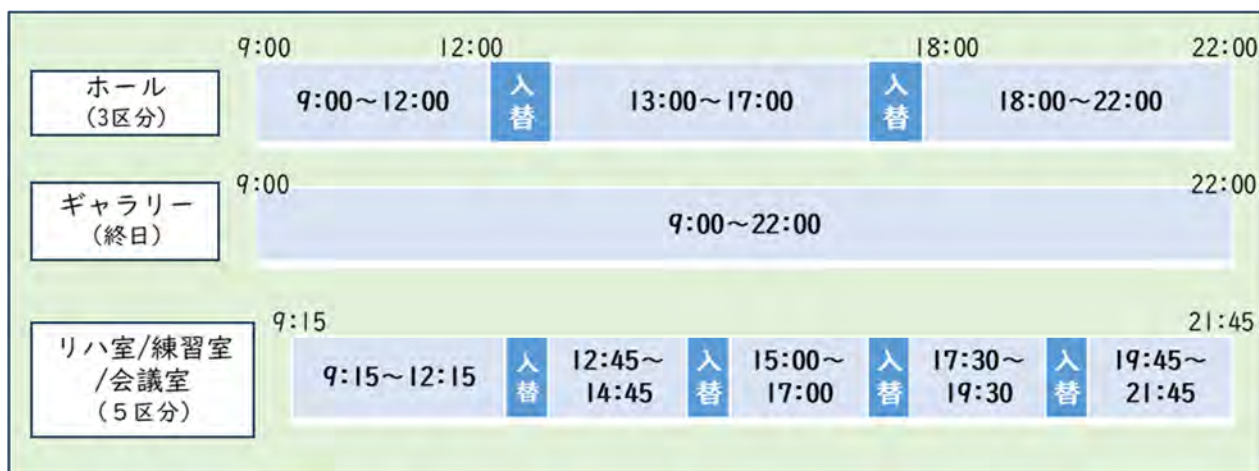 9:00 12:00 18:00 22:00
ホール
(3区分)
9:00～12:00
入
替
13:00～17:00
入
替
18:00～22:00
9:00 22:00
ギャラリー
(終日)
9:00～22:00
9:15 21:45
リハ室/練習室
/会議室
(５区分)
9:15～12:15
入
替
12:45～
14:45
入
替
15:00～
17:00
入
替
17:30～
19:30
入
替
19:45～
21:45